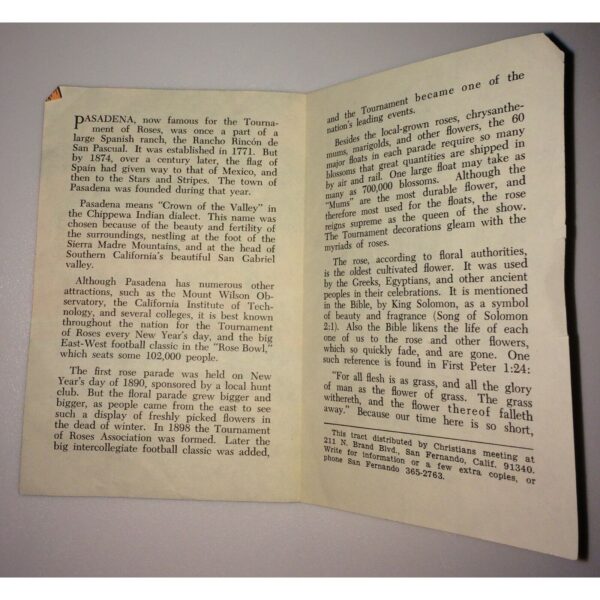 PASADENA, now famous for the Tourna-
ment of Roses, was once a part of a
large Spanish ranch, the Rancho Rincón de
San Pascual. It was established in 1771. But
by 1874, over a century later, the flag of
Spain had given way to that of Mexico, and
then to the Stars and Stripes. The town of
Pasadena was founded during that year.
Pasadena means "Crown of the Valley" in
the Chippewa Indian dialect. This name was
chosen because of the beauty and fertility of
the surroundings, nestling at the foot of the
Sierra Madre Mountains, and at the head of
Southern California's beautiful San Gabriel
valley.
Although Pasadena has numerous other
attractions, such as the Mount Wilson Ob-
servatory, the California Institute of Tech-
nology, and several colleges, it is best known
throughout the nation for the Tournament
of Roses every New Year's day, and the big
East-West football classic in the "Rose Bowl,"
which seats some 102,000 people.
The first rose parade was held on New
Year's day of 1890, sponsored by a local hunt
club. But the floral parade grew bigger and
bigger, as people came from the east to see
such a display of freshly picked flowers in
the dead of winter. In 1898 the Tournament
of Roses Association was formed. Later the
big intercollegiate football classic was added,
and the Tournament became one of the
nation's leading events.
Besides the local-grown roses, chrysanthe-
mums, marigolds, and other flowers, the 60
major floats in each parade require so many
blossoms that great quantities are shipped in
by air and rail. One large float may take as
many as 700,000 blossoms. Although the
"Mums" are the most durable flower, and
therefore most used for the floats, the rose
reigns supreme as the queen of the show.
The Tournament decorations gleam with the
myriads of roses.
The rose, according to floral authorities,
is the oldest cultivated flower. It was used
by the Greeks, Egyptians, and other ancient
peoples in their celebrations. It is mentioned
in the Bible, by King Solomon, as a symbol
of beauty and fragrance (Song of Solomon
2:1). Also the Bible likens the life of each
one of us to the rose and other flowers,
which so quickly fade, and are gone. One
such reference is found in First Peter 1:24:
"For all flesh is as grass, and all the glory
of man as the flower of grass. The grass
withereth, and the flower thereof falleth
away." Because our time here is so short,
This tract distributed by Christians meeting at
211 N. Brand Blvd., San Fernando, Calif. 91340.
Write for information or a few extra copies, or
phone San Fernando 365-2763.